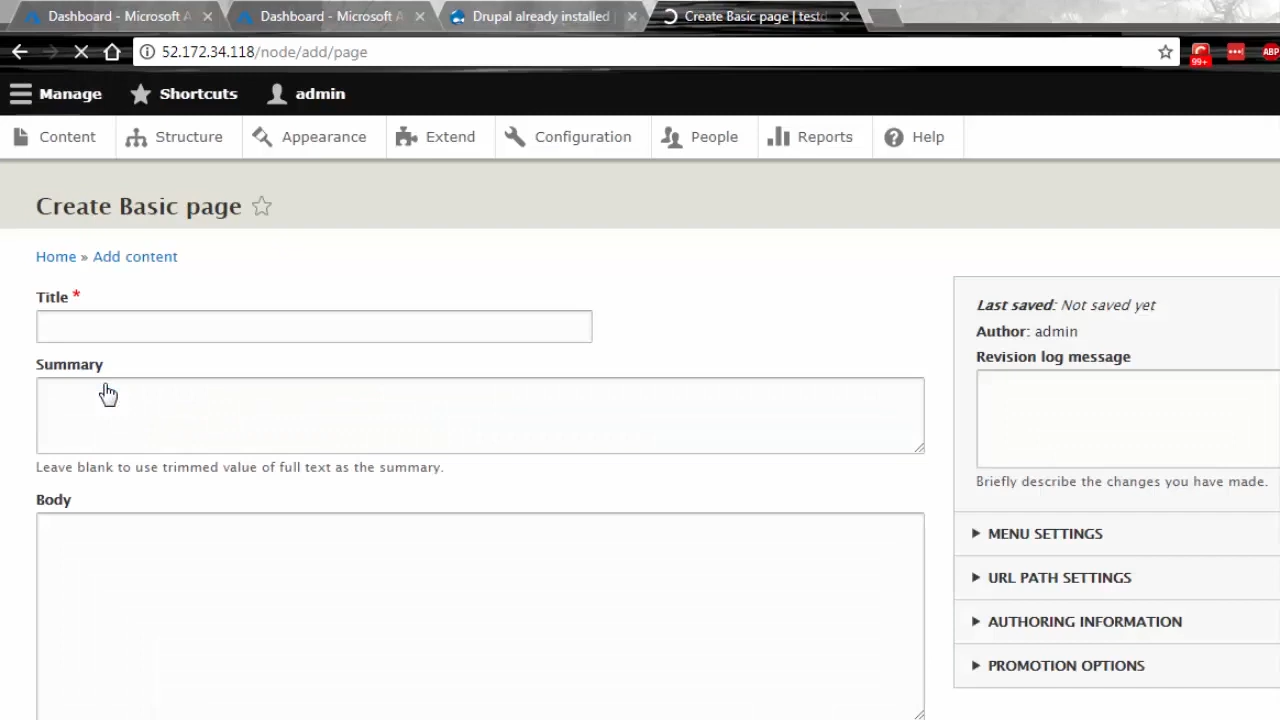 Dashboard - Microsoft A
Dashboard - Microsoft A
Drupal already installed
Create Basic page | testd
52.172.34.118/node/add/page
99+
ABP
Manage
Shortcuts
admin
Content
Structure
Appearance
Extend
Configuration
People
Reports
Help
Create Basic page
Home » Add content
Title *
Summary
Leave blank to use trimmed value of full text as the summary.
Body
Last saved: Not saved yet
Author: admin
Revision log message
Briefly describe the changes you have made.
MENU SETTINGS
URL PATH SETTINGS
AUTHORING INFORMATION
PROMOTION OPTIONS